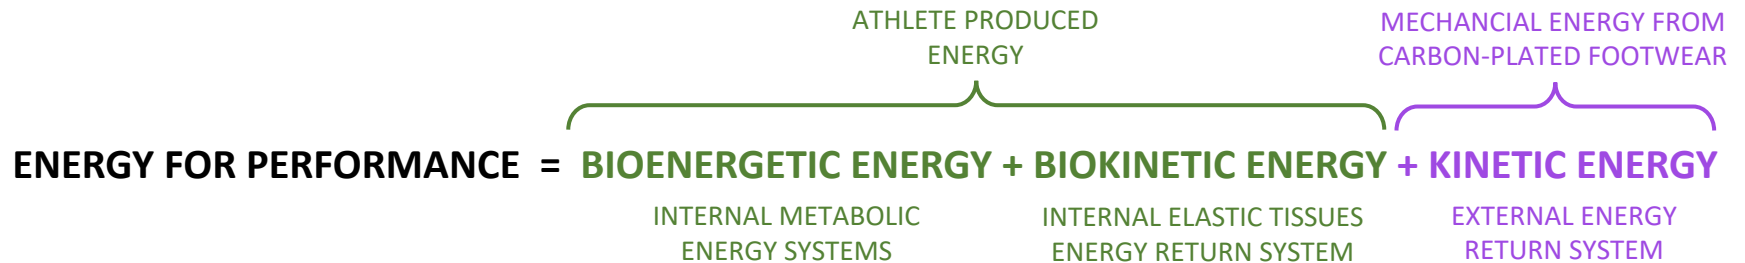 ATHLETE PRODUCED
ENERGY
MECHANCIAL ENERGY FROM
CARBON-PLATED FOOTWEAR
ENERGY FOR PERFORMANCE = BIOENERGETIC ENERGY + BIOKINETIC ENERGY + KINETIC ENERGY
INTERNAL METABOLIC
ENERGY SYSTEMS
INTERNAL ELASTIC TISSUES
ENERGY RETURN SYSTEM
EXTERNAL ENERGY
RETURN SYSTEM